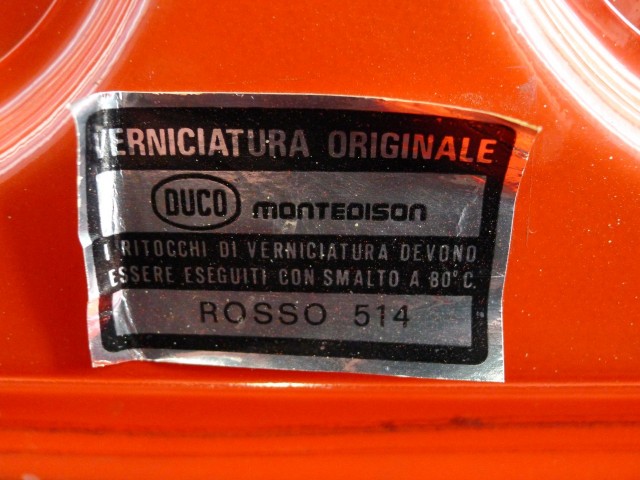 VERNICIATURA ORIGINALE
DUCO MONTEDISON
I RITOCCHI DI VERNICIATURA DEVONO
ESSERE ESEGUITI CON SMALTO A 80°C.
ROSSO 514